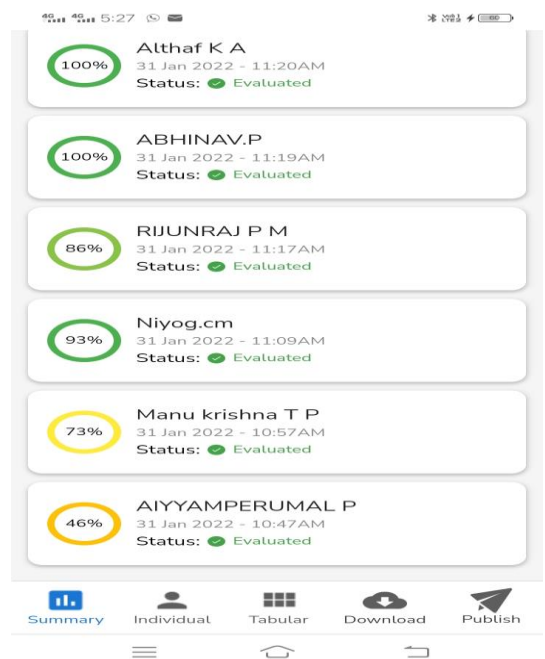 4G 4G 5:27
100%
Althaf K A
31 Jan 2022 - 11:20AM
Status: Evaluated
100%
ABHINAV.P
31 Jan 2022 - 11:19AM
Status: Evaluated
86%
RIJUNRAJ P M
31 Jan 2022 - 11:17AM
Status: Evaluated
93%
Niyog.cm
31 Jan 2022 - 11:09AM
Status: Evaluated
73%
Manu krishna T P
31 Jan 2022 - 10:57AM
Status: Evaluated
46%
AIYYAMPERUMAL P
31 Jan 2022 - 10:47AM
Status: Evaluated
Summary Individual Tabular Download Publish